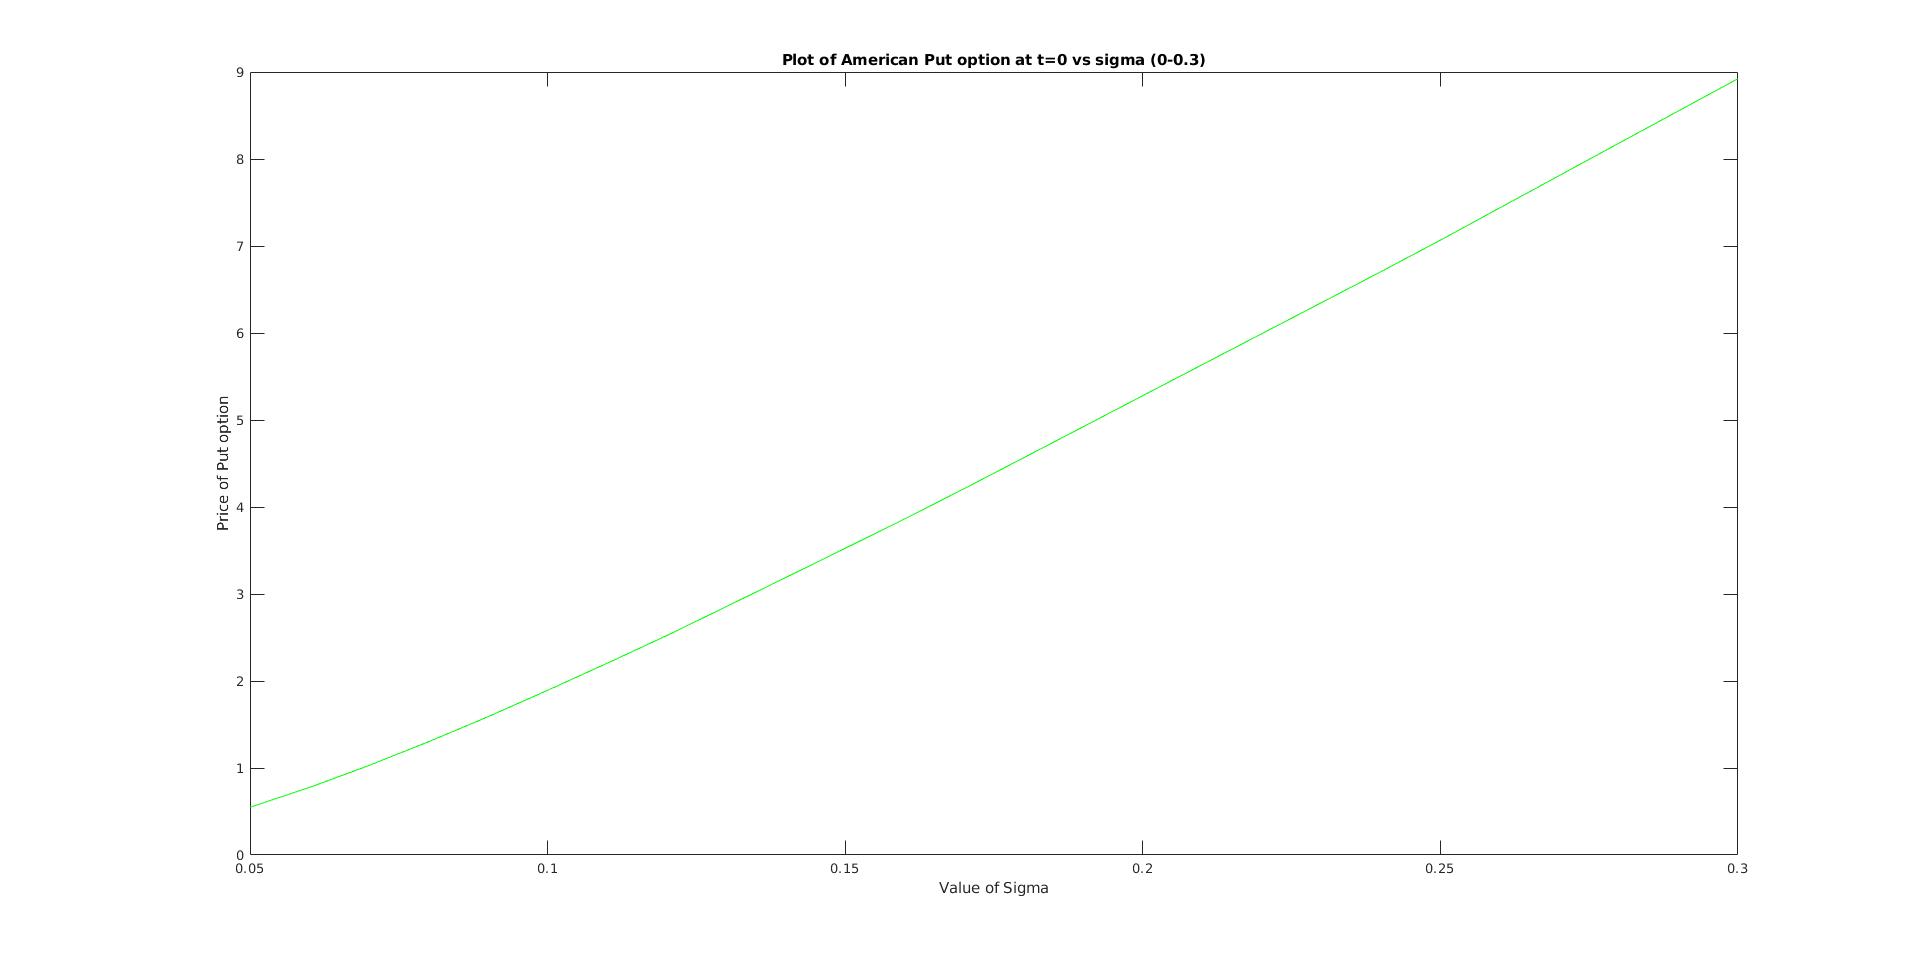 Plot of American Put option at t=0 vs sigma (0-0.3)
9
8
7
6
5
4
3
2
1
0
Price of Put option
0.05 0.1 0.15 0.2 0.25 0.3
Value of Sigma